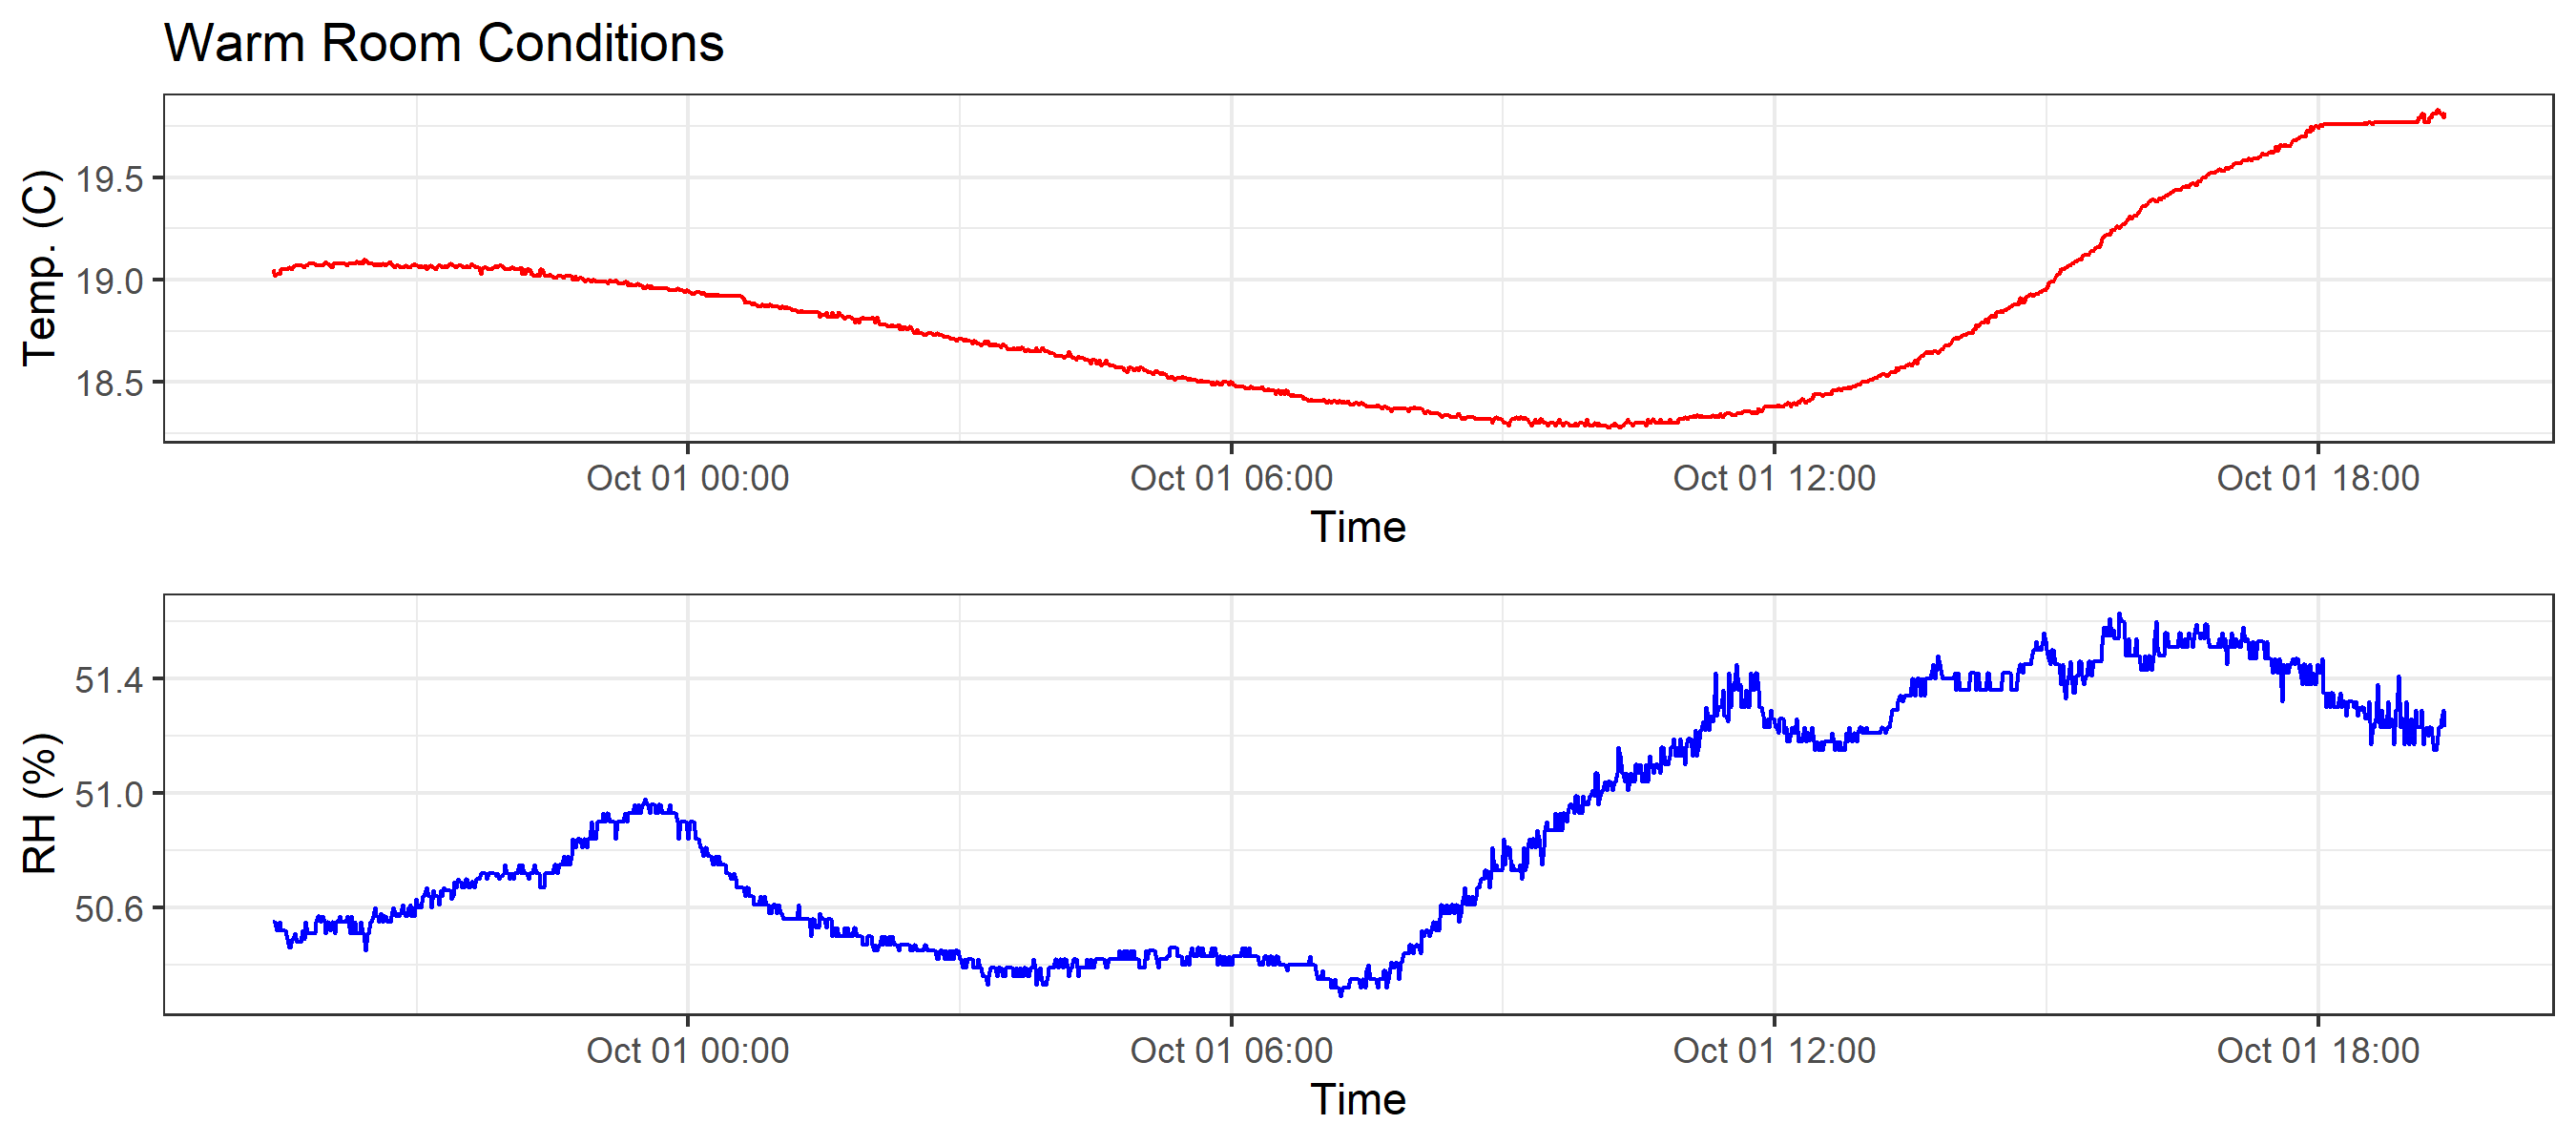 Warm Room Conditions
Temp. (C)
19.5
19.0
18.5
Oct 01 00:00 Oct 01 06:00 Oct 01 12:00 Oct 01 18:00
Time
RH (%)
51.4
51.0
50.6
Oct 01 00:00 Oct 01 06:00 Oct 01 12:00 Oct 01 18:00
Time